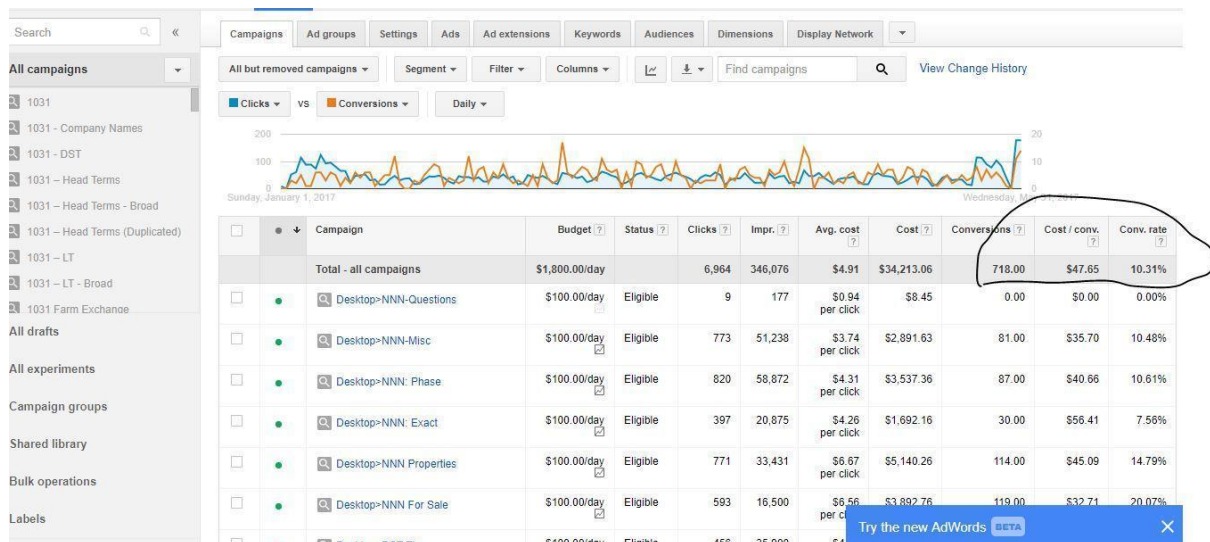 Search «
Campaigns Ad groups Settings Ads Ad extensions Keywords Audiences Dimensions Display Network
All campaigns
All but removed campaigns Segment Filter Columns Find campaigns View Change History
1031
1031 - Company Names
1031 - DST
1031 – Head Terms
1031 – Head Terms - Broad
1031 – Head Terms (Duplicated)
1031 – LT
1031 – LT - Broad
1031 Farm Exchange
All drafts
All experiments
Campaign groups
Shared library
Bulk operations
Labels
Clicks VS Conversions Daily
200 20
100 10
0 0
Sunday, January 1, 2017 Wednesday, 2017
Campaign Budget ? Status ? Clicks ? Impr. ? Avg. cost ? Cost ? Conversions ? Cost / conv. ? Conv. rate ?
Total - all campaigns $1,800.00/day 6,964 346,076 $4.91 $34,213.06 718.00 $47.65 10.31%
Desktop>NNN-Questions $100.00/day Eligible 9 177 $0.94 per click $8.45 0.00 $0.00 0.00%
Desktop>NNN-Misc $100.00/day Eligible 773 51,238 $3.74 per click $2,891.63 81.00 $35.70 10.48%
Desktop>NNN: Phase $100.00/day Eligible 820 58,872 $4.31 per click $3,537.36 87.00 $40.66 10.61%
Desktop>NNN: Exact $100.00/day Eligible 397 20,875 $4.26 per click $1,692.16 30.00 $56.41 7.56%
Desktop>NNN Properties $100.00/day Eligible 771 33,431 $6.67 per click $5,140.26 114.00 $45.09 14.79%
Desktop>NNN For Sale $100.00/day Eligible 593 16,500 $6.56 per $3,892.76 119.00 $32.71 20.07%
Try the new AdWords BETA